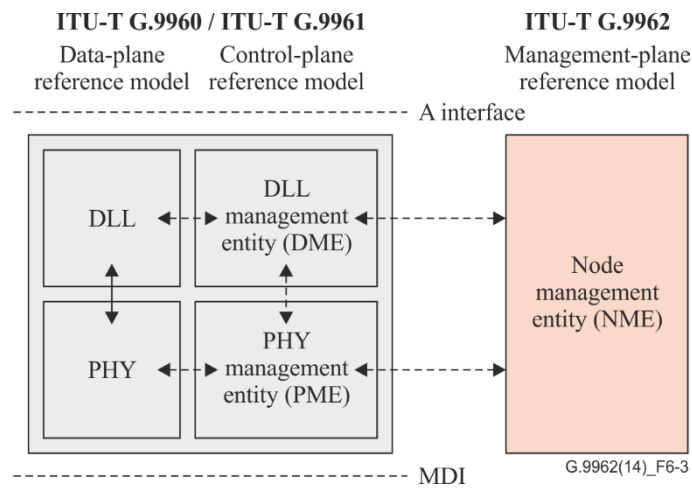 ITU-T G.9960 / ITU-T G.9961
Data-plane
reference model
Control-plane
reference model
ITU-T G.9962
Management-plane
reference model
A interface
DLL
DLL
management
entity (DME)
PHY
PHY
management
entity (PME)
Node
management
entity (NME)
MDI
G.9962(14)_F6-3